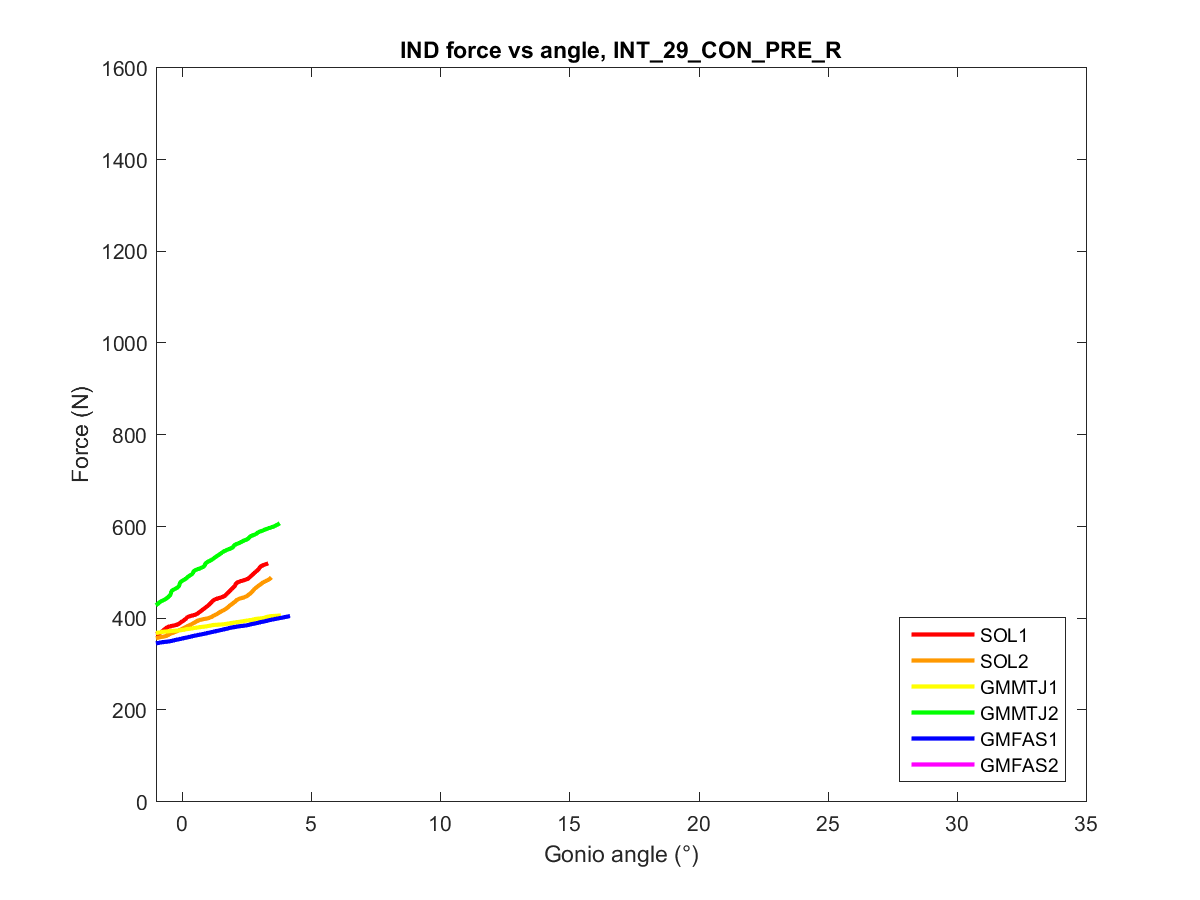 IND force vs angle, INT_29_CON_PRE_R
1600
1400
1200
1000
800
600
400
200
0
Force (N)
0 5 10 15 20 25 30 35
Gonio angle (°)
SOL1
SOL2
GMMTJ1
GMMTJ2
GMFAS1
GMFAS2